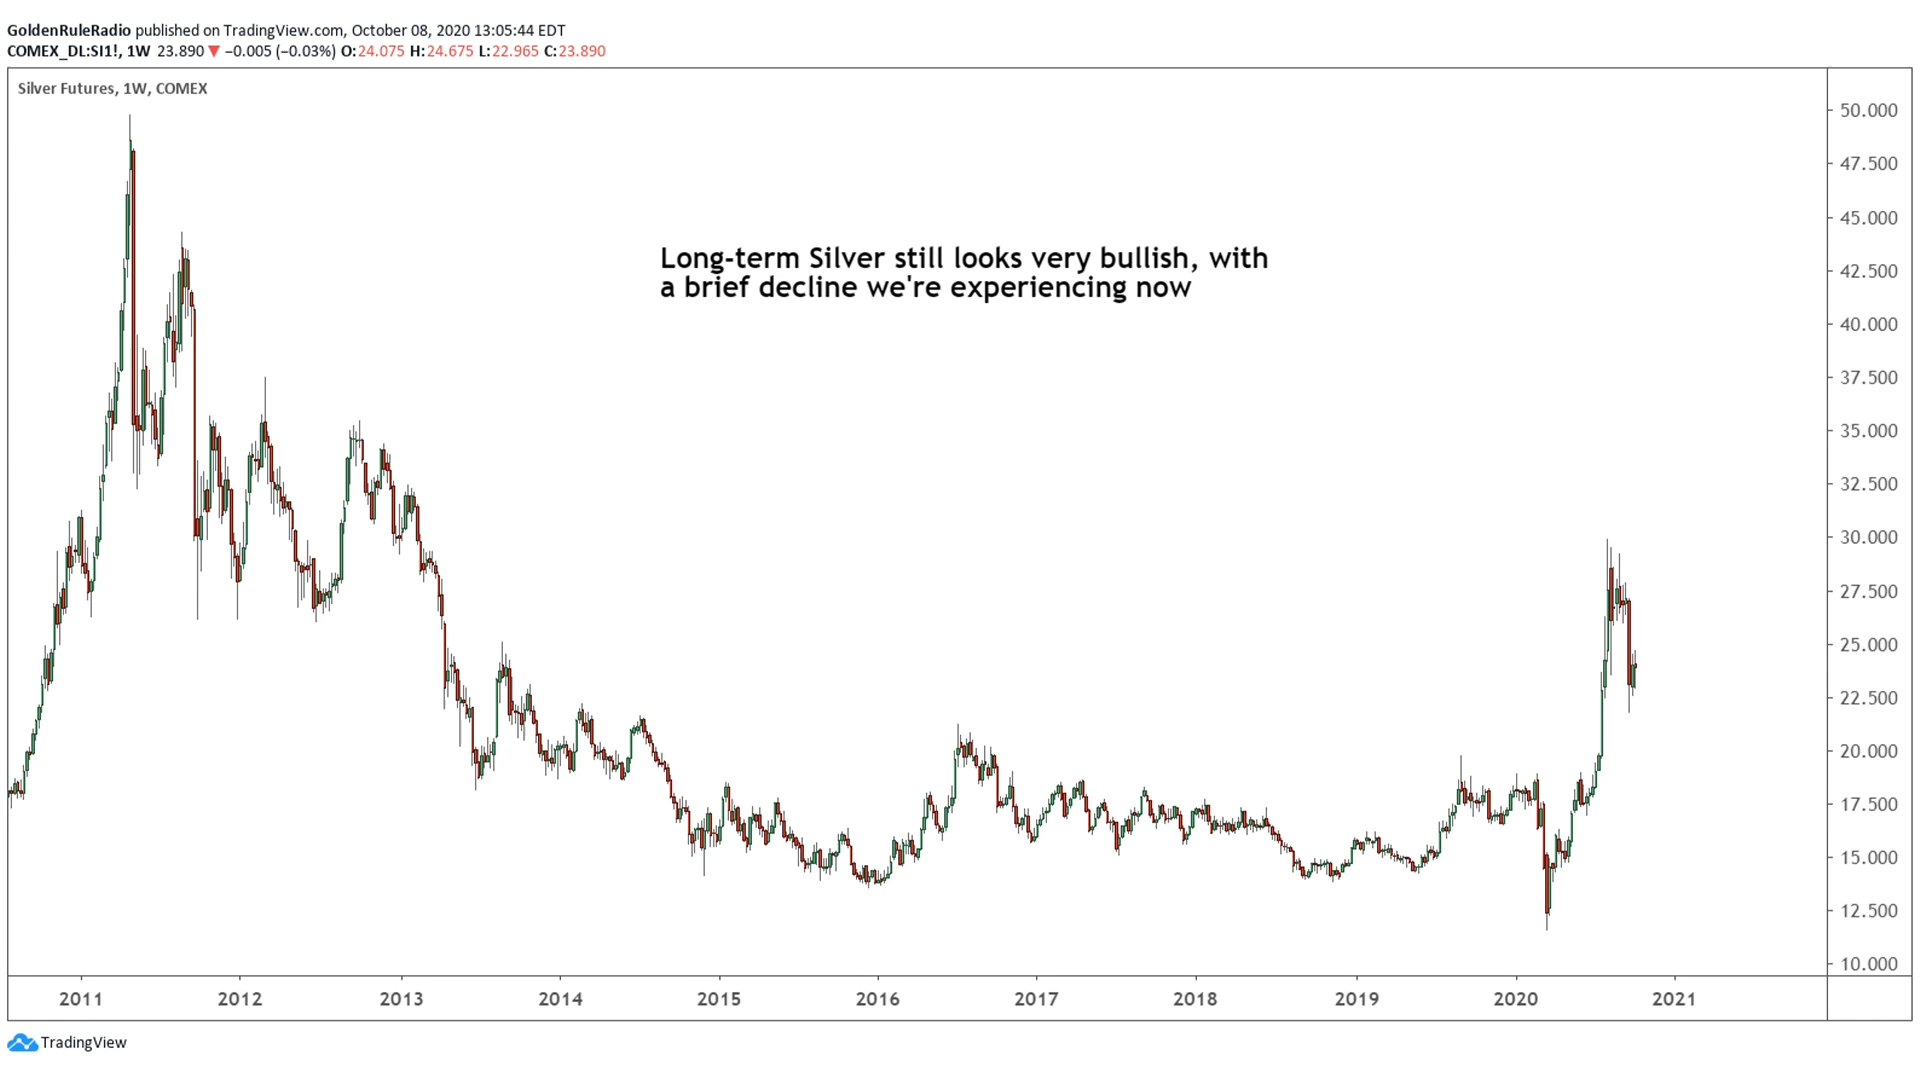 GoldenRuleRadio published on TradingView.com, October 08, 2020 13:05:44 EDT
COMEX_DL:SI1!, 1W 23.890 ▼ −0.005 (−0.03%) O:24.075 H:24.675 L:22.965 C:23.890
Silver Futures, 1W, COMEX
Long-term Silver still looks very bullish, with
a brief decline we're experiencing now
50.000
47.500
45.000
42.500
40.000
37.500
35.000
32.500
30.000
27.500
25.000
22.500
20.000
17.500
15.000
12.500
10.000
2011 2012 2013 2014 2015 2016 2017 2018 2019 2020 2021
TradingView